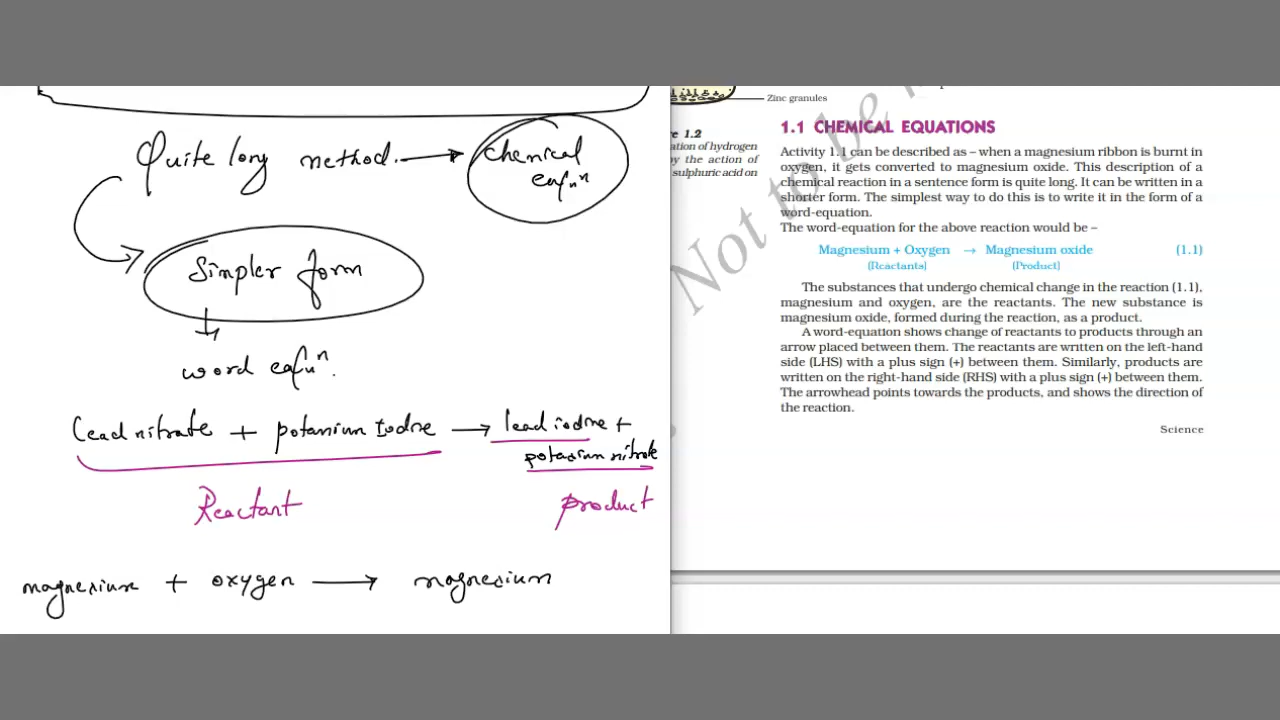 Quite long method. → chemical
eqnn
Simpler form
word eqnn.
Lead nitrate + potassium Iodine → lead iodine +
potassium nitrate
Reactant product
magnesium + oxygen → magnesium
Zinc granules
re 1.2
ation of hydrogen
y the action of
sulphuric acid on
Not to be
1.1 CHEMICAL EQUATIONS
Activity 1.1 can be described as – when a magnesium ribbon is burnt in
oxygen, it gets converted to magnesium oxide. This description of a
chemical reaction in a sentence form is quite long. It can be written in a
shorter form. The simplest way to do this is to write it in the form of a
word-equation.
The word-equation for the above reaction would be –
Magnesium + Oxygen → Magnesium oxide (1.1)
(Reactants) (Product)
The substances that undergo chemical change in the reaction (1.1),
magnesium and oxygen, are the reactants. The new substance is
magnesium oxide, formed during the reaction, as a product.
A word-equation shows change of reactants to products through an
arrow placed between them. The reactants are written on the left-hand
side (LHS) with a plus sign (+) between them. Similarly, products are
written on the right-hand side (RHS) with a plus sign (+) between them.
The arrowhead points towards the products, and shows the direction of
the reaction.
Science